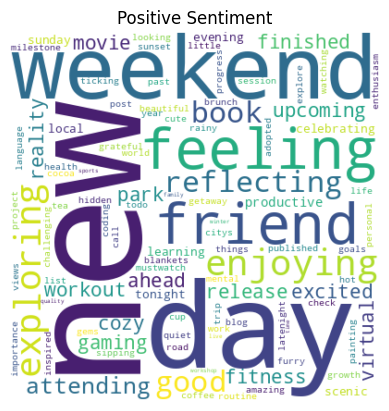 Positive Sentiment
sunday movie evening looking finished
milestone sunset little
weekend
enthusiasm
ticking past progress session explore watching
language post brunch
beautiful year book upcoming
reality local cute rainy adopted celebrating
grateful world
new
feeling
health sports
cocoa reflecting life
tea hidden todo park family getaway productive
project coding friend personal
challenging call citys worker
exploring learning things published goals
views blankets enjoying
list mustwatch mental hot
workout ahead release excited virtual
importance quality tonight day
inspired gems cozy cup trip blog latenight check painting
gaming quiet work furry
sipping road fitness growth
attending good amazing scenic
coffee routine workshop